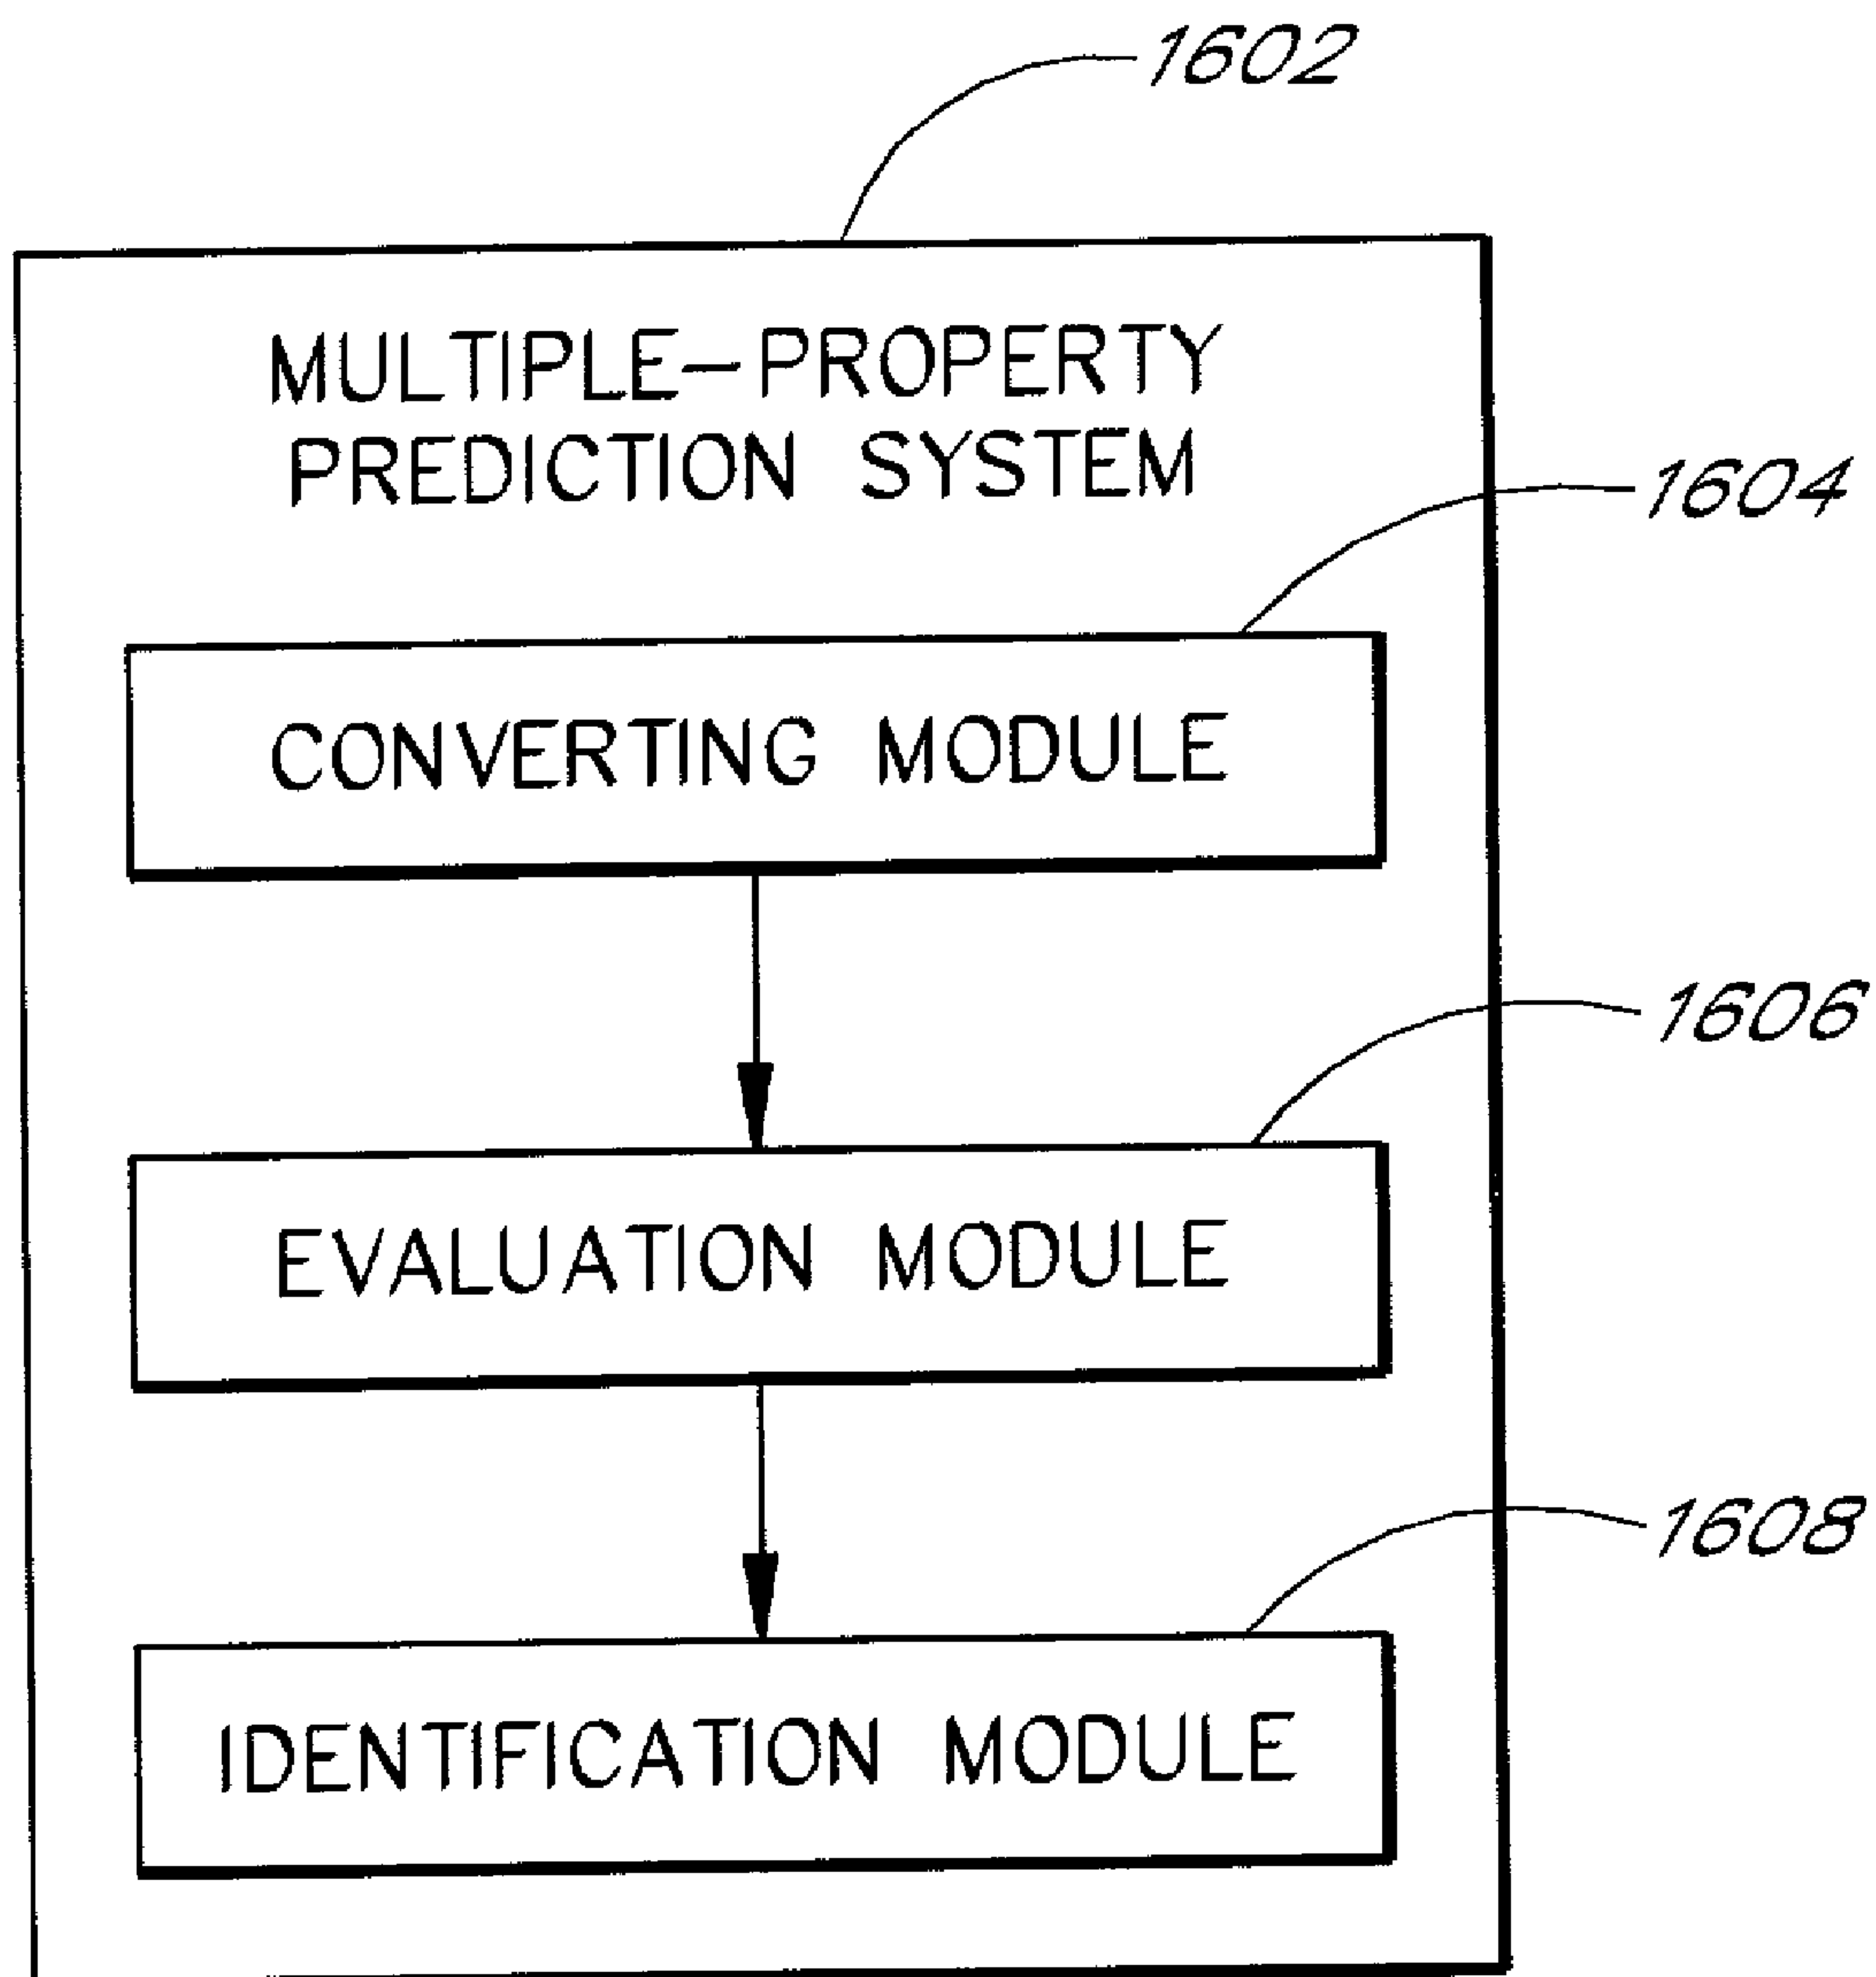 1602
MULTIPLE-PROPERTY
PREDICTION SYSTEM
1604
CONVERTING MODULE
1606
EVALUATION MODULE
1608
IDENTIFICATION MODULE